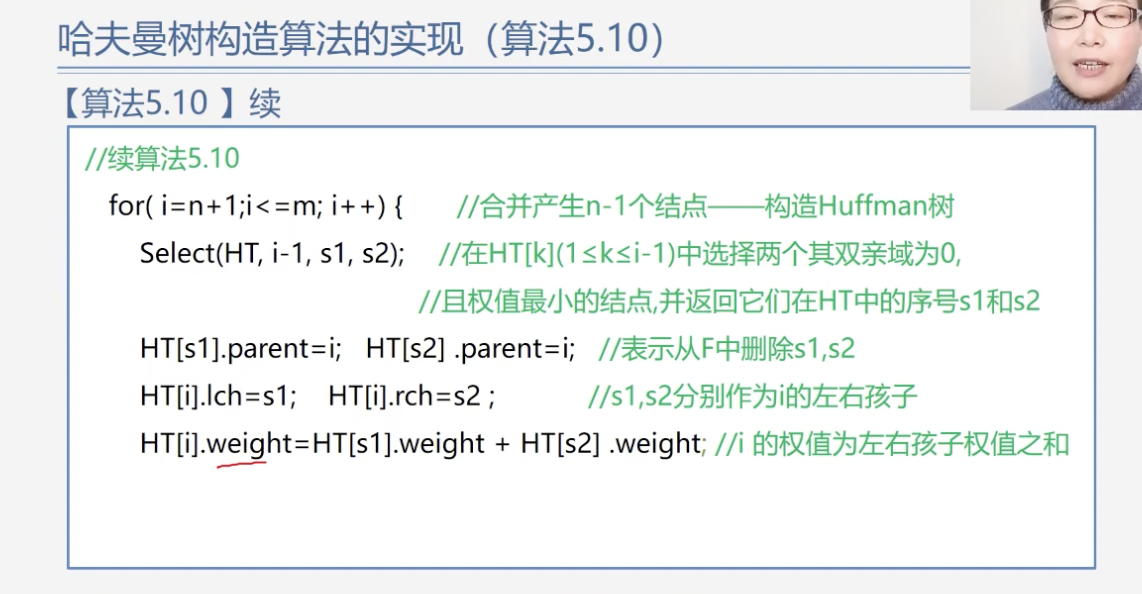 哈夫曼树构造算法的实现（算法5.10）
【算法5.10 】续
//续算法5.10
for( i=n+1;i<=m; i++) { //合并产生n-1个结点——构造Huffman树
Select(HT, i-1, s1, s2); //在HT[k](1≤k≤i-1)中选择两个其双亲域为0,
//且权值最小的结点,并返回它们在HT中的序号s1和s2
HT[s1].parent=i; HT[s2] .parent=i; //表示从F中删除s1,s2
HT[i].lch=s1; HT[i].rch=s2 ; //s1,s2分别作为i的左右孩子
HT[i].weight=HT[s1].weight + HT[s2] .weight; //i 的权值为左右孩子权值之和